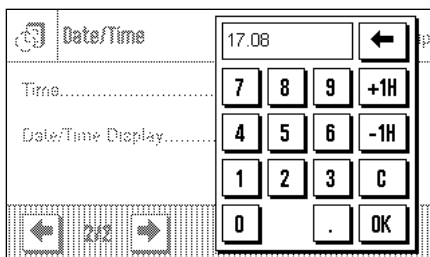 Date/Time
Time......................
Date/Time Display.........
2/2
17.08
7 8 9 +1H
4 5 6 -1H
1 2 3 C
0 . OK